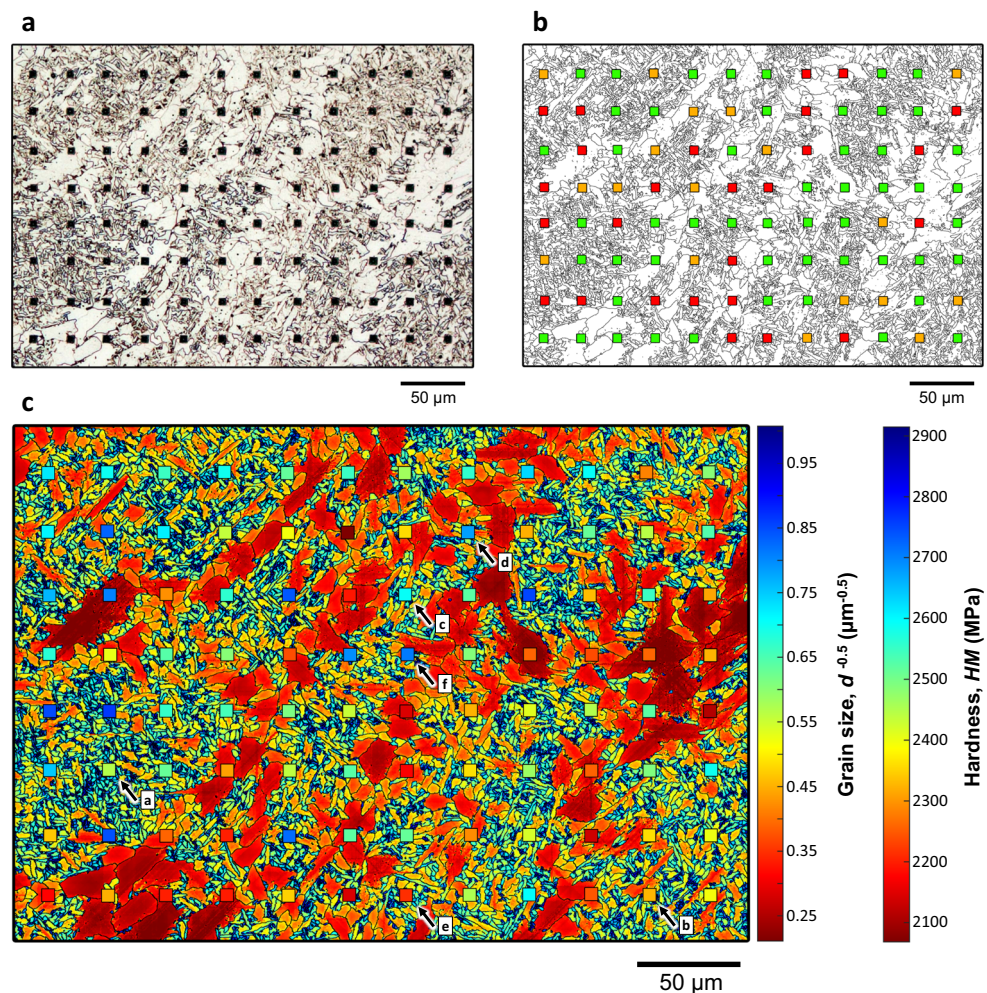 a
b
50 µm
50 µm
c
d
c
f
a
e
b
0.95
0.85
0.75
0.65
0.55
0.45
0.35
0.25
Grain size, d -0.5 (µm-0.5)
2900
2800
2700
2600
2500
2400
2300
2200
2100
Hardness, HM (MPa)
50 µm